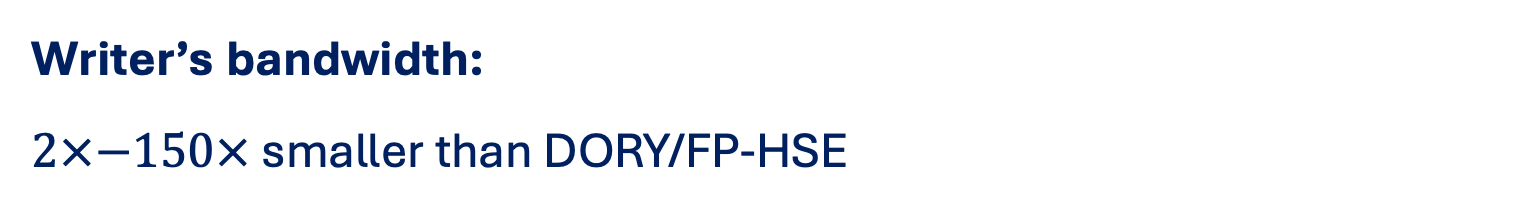 Writer’s bandwidth:
2×−150× smaller than DORY/FP-HSE